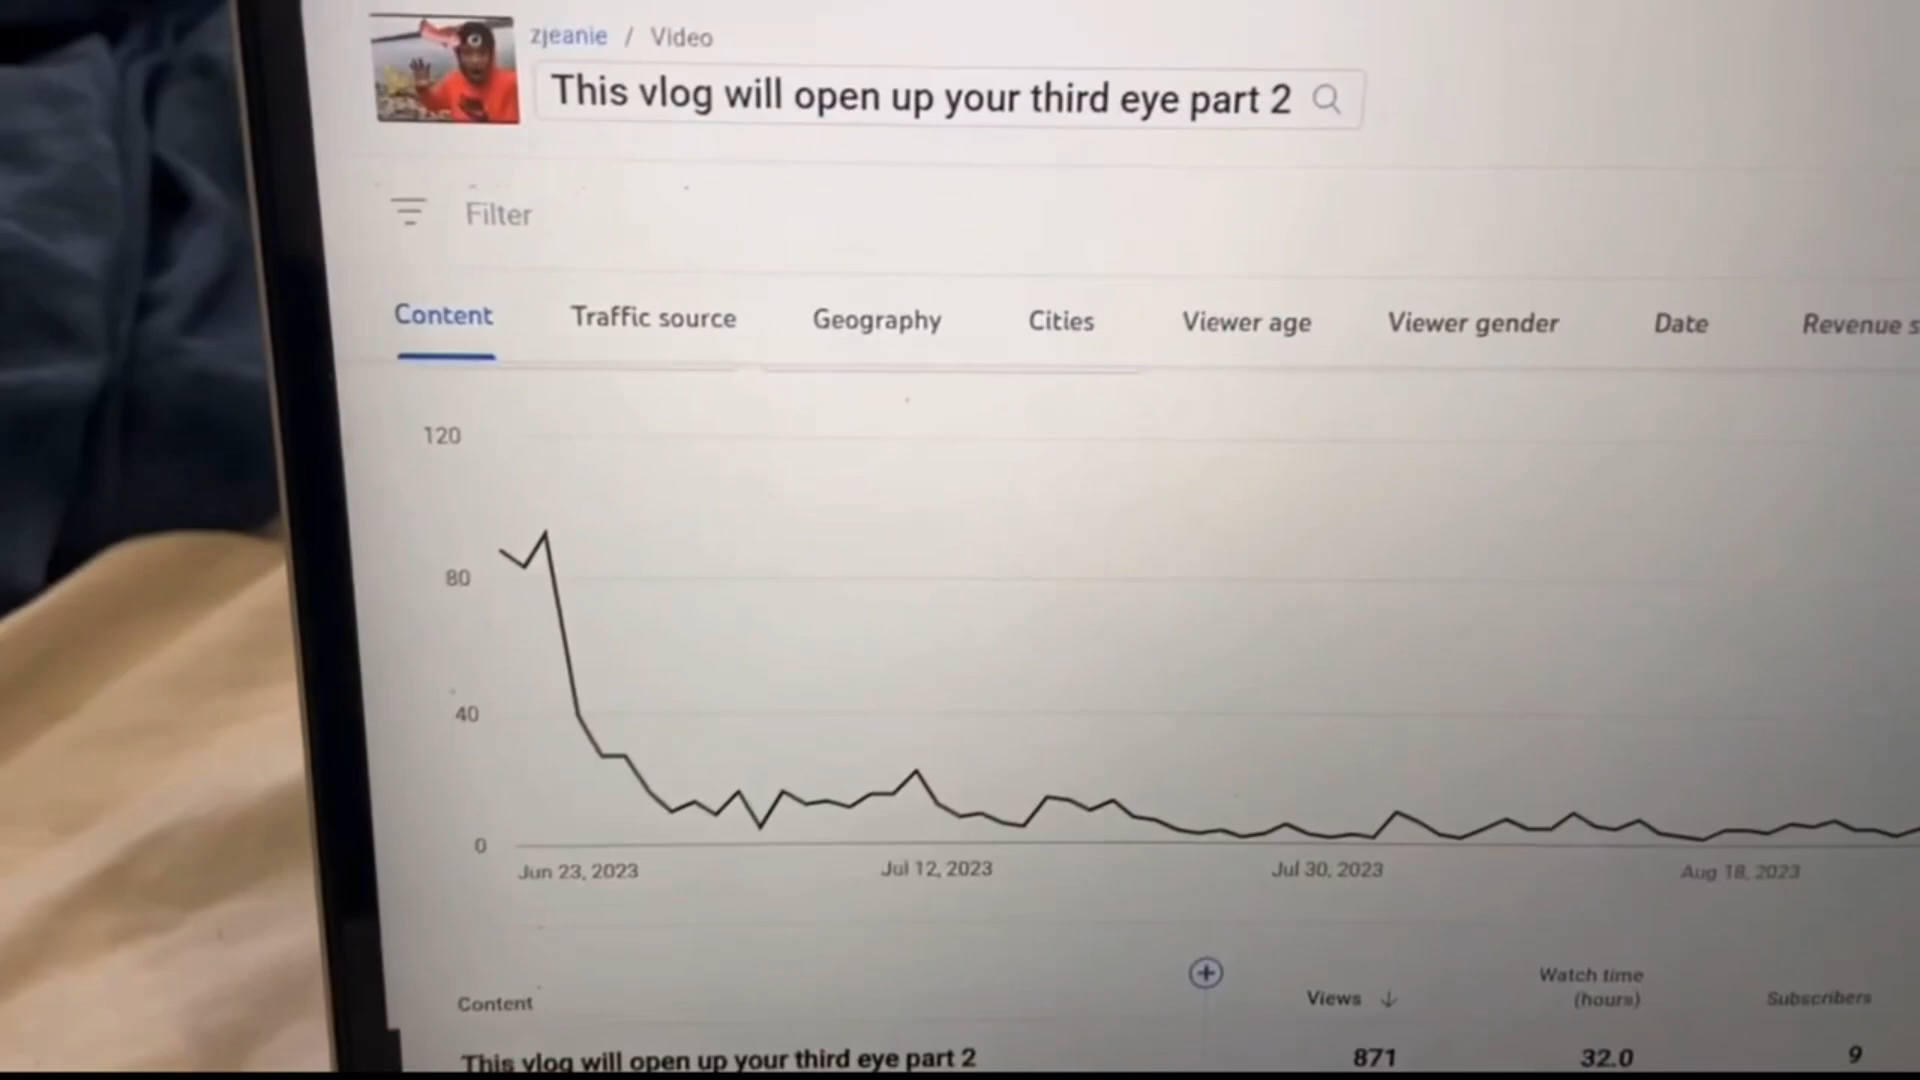 zjeanie / Video
This vlog will open up your third eye part 2
Filter
Content Traffic source Geography Cities Viewer age Viewer gender Date Revenue s
120
80
40
0
Jun 23, 2023 Jul 12, 2023 Jul 30, 2023 Aug 18, 2023
Content Views Watch time (hours) Subscribers
This vlog will open up your third eye part 2 871 32.0 9